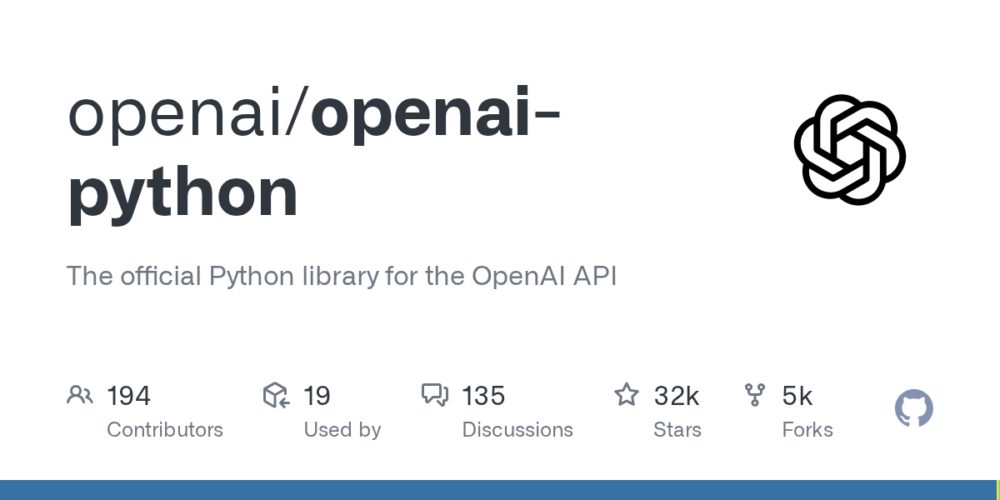 openai/openai-
python
The official Python library for the OpenAI API
194 19 135 32k 5k
Contributors Used by Discussions Stars Forks